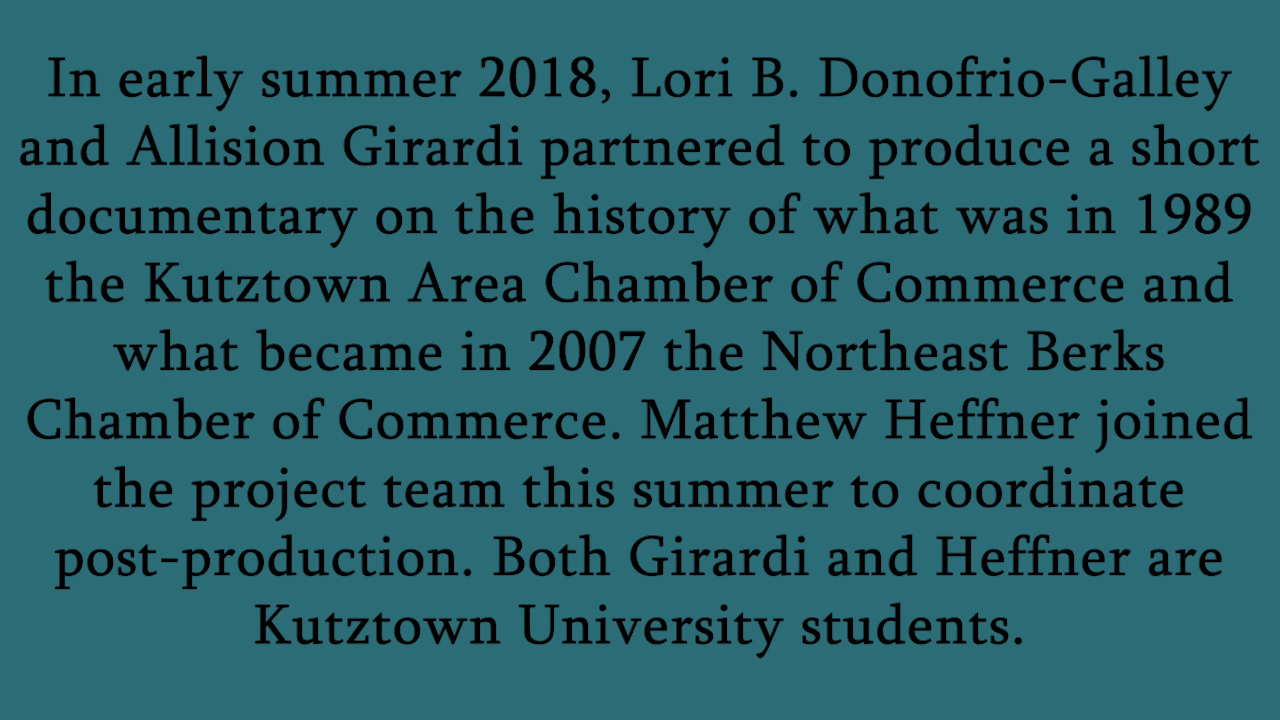 In early summer 2018, Lori B. Donofrio-Galley
and Allision Girardi partnered to produce a short
documentary on the history of what was in 1989
the Kutztown Area Chamber of Commerce and
what became in 2007 the Northeast Berks
Chamber of Commerce. Matthew Heffner joined
the project team this summer to coordinate
post-production. Both Girardi and Heffner are
Kutztown University students.